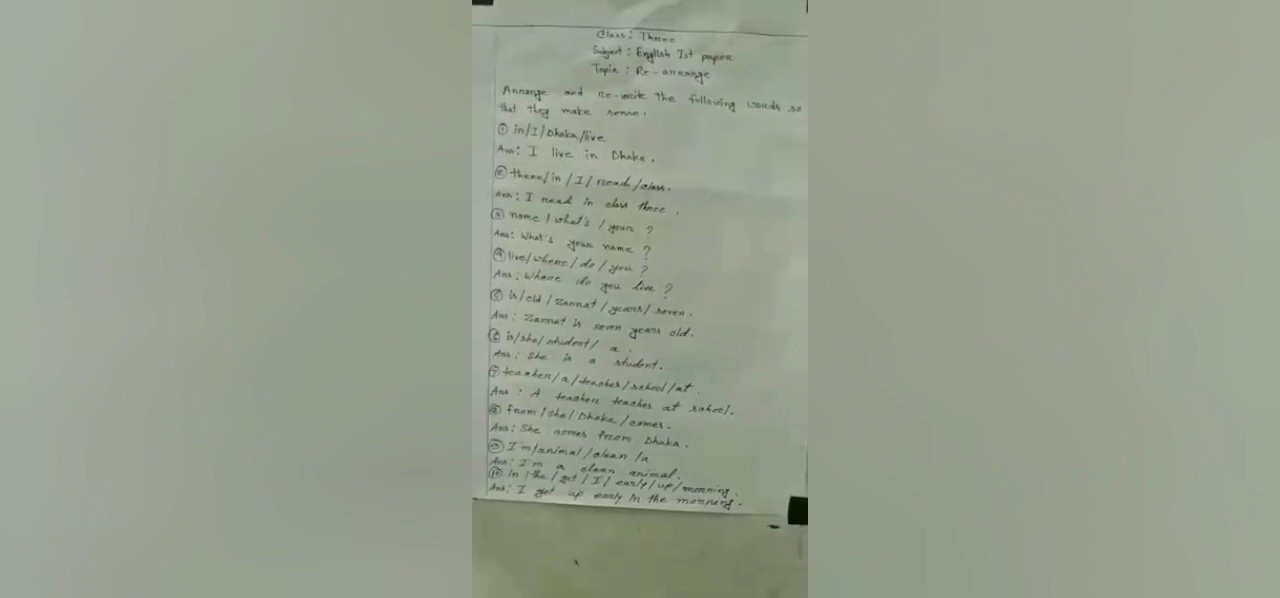 Class: Three
Subject: English 1st paper
Topic: Re-arrange
Arrange and re-write the following words so
that they make sense.
① in/I/Dhaka/live
Ans: I live in Dhaka.
② three/in/I/read/class.
Ans: I read in class three.
③ name/what's/your?
Ans: What's your name?
④ live/where/do/you?
Ans: Where do you live?
⑤ is/old/Zannat/years/seven.
Ans: Zannat is seven years old.
⑥ is/she/student/a.
Ans: She is a student.
⑦ teacher/a/teaches/school/at.
Ans: A teacher teaches at school.
⑧ from/she/Dhaka/comes.
Ans: She comes from Dhaka.
⑨ I'm/animal/clean/a
Ans: I'm a clean animal.
⑩ in/the/get/I/early/up/morning.
Ans: I get up early in the morning.